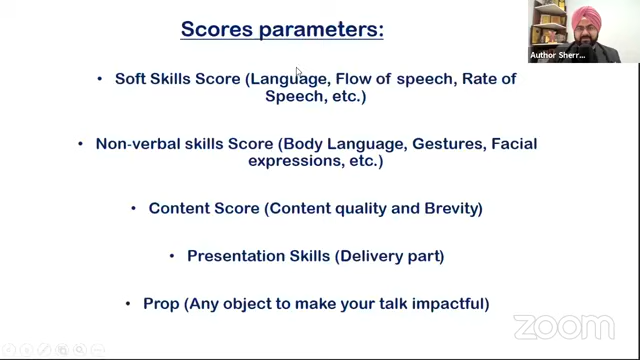 Scores parameters:
Author Sherr...
• Soft Skills Score (Language, Flow of speech, Rate of
Speech, etc.)
• Non-verbal skills Score (Body Language, Gestures, Facial
expressions, etc.)
• Content Score (Content quality and Brevity)
• Presentation Skills (Delivery part)
• Prop (Any object to make your talk impactful)
zoom